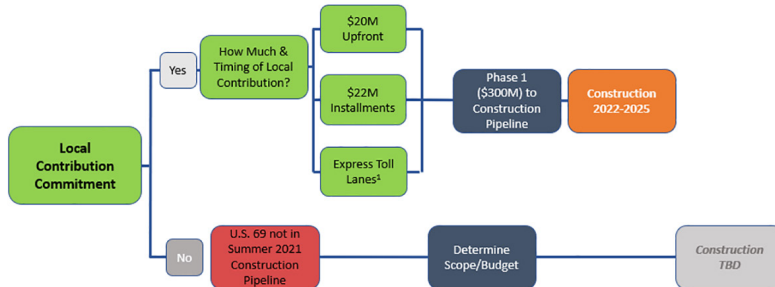 Local
Contribution
Commitment
Yes
How Much &
Timing of Local
Contribution?
$20M
Upfront
$22M
Installments
Express Toll
Lanes¹
Phase 1
($300M) to
Construction
Pipeline
Construction
2022-2025
No
U.S. 69 not in
Summer 2021
Construction
Pipeline
Determine
Scope/Budget
Construction
TBD